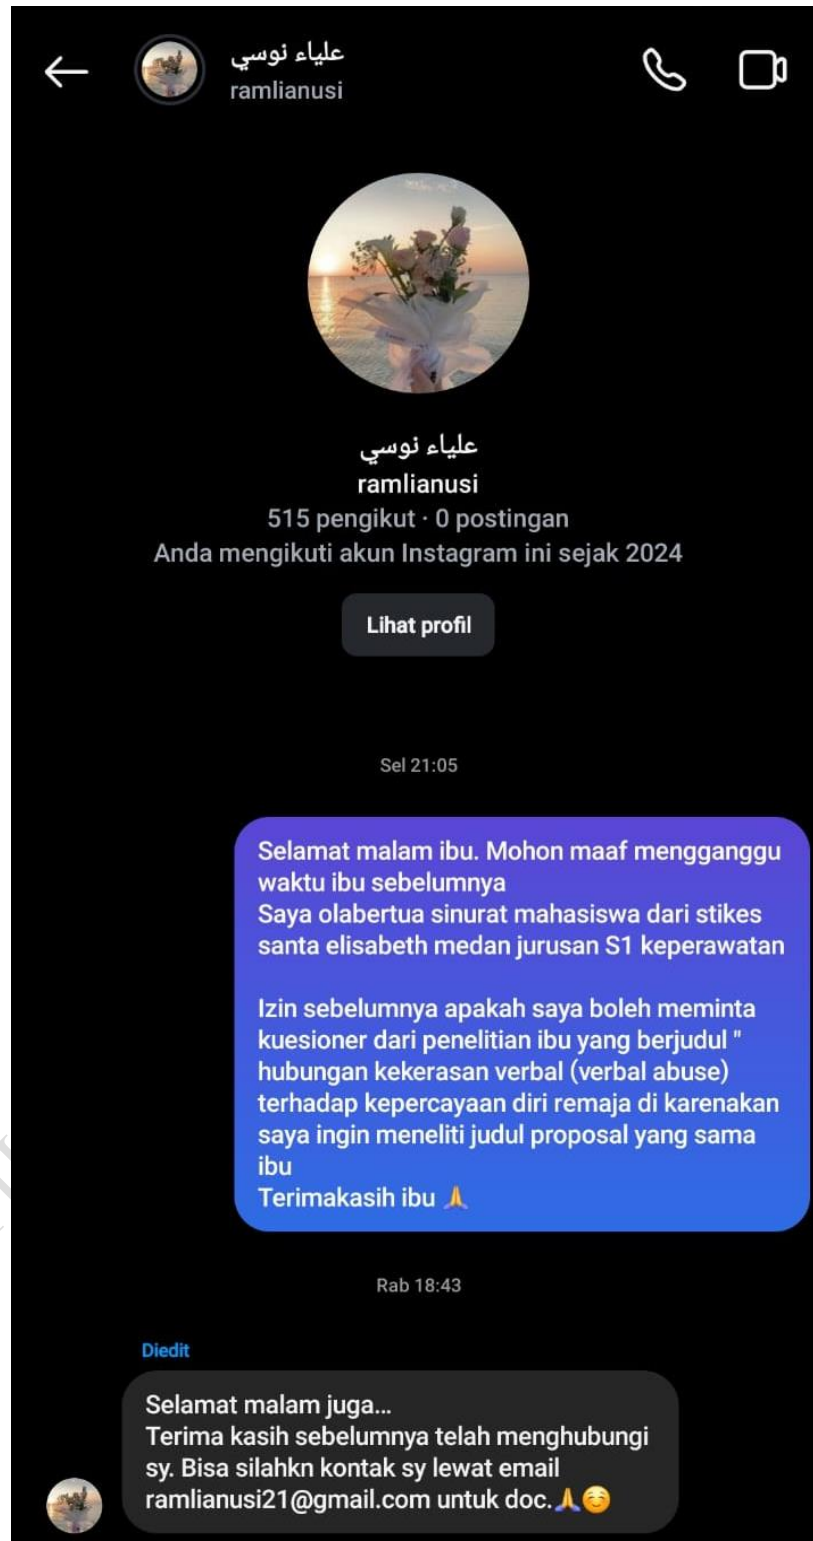 علياء نوسي
ramlianusi
علياء نوسي
ramlianusi
515 pengikut · 0 postingan
Anda mengikuti akun Instagram ini sejak 2024
Lihat profil
Sel 21:05
Selamat malam ibu. Mohon maaf mengganggu
waktu ibu sebelumnya
Saya olabertua sinurat mahasiswa dari stikes
santa elisabeth medan jurusan S1 keperawatan
Izin sebelumnya apakah saya boleh meminta
kuesioner dari penelitian ibu yang berjudul "
hubungan kekerasan verbal (verbal abuse)
terhadap kepercayaan diri remaja di karenakan
saya ingin meneliti judul proposal yang sama
ibu
Terimakasih ibu 🙏
Rab 18:43
Diedit
Selamat malam juga...
Terima kasih sebelumnya telah menghubungi
sy. Bisa silahkn kontak sy lewat email
ramlianusi21@gmail.com untuk doc.🙏☺️